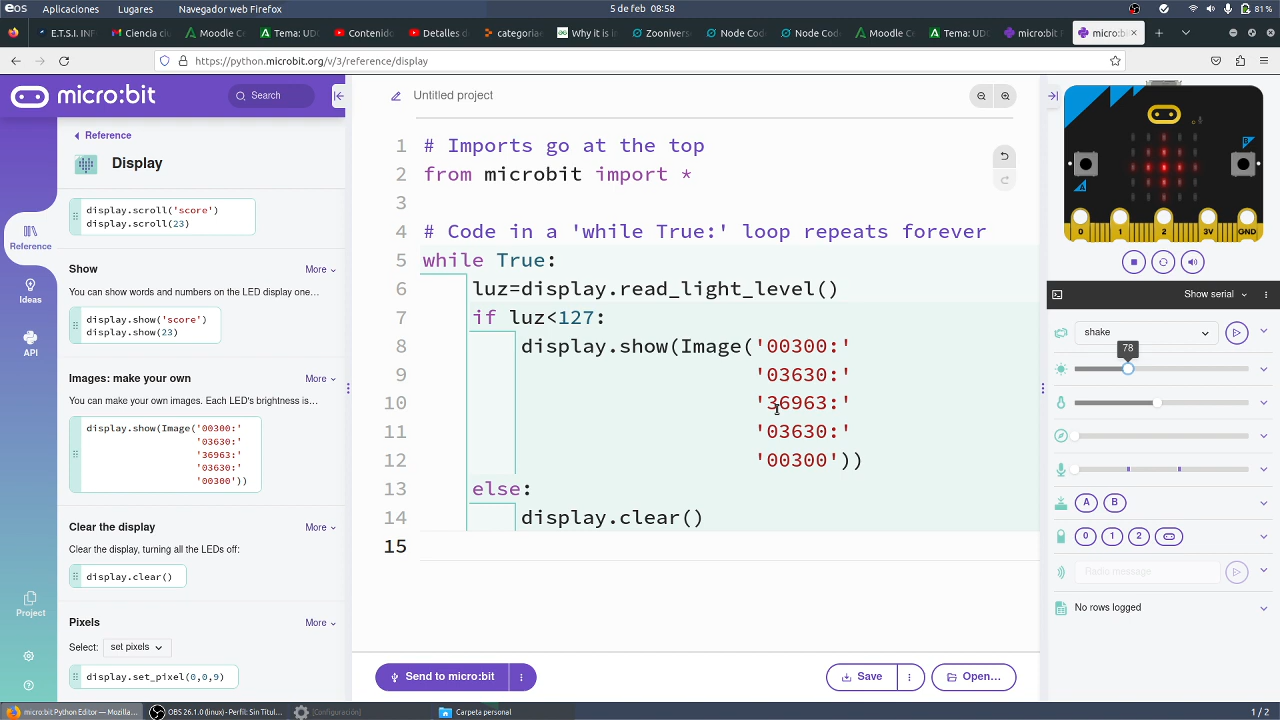 Aplicaciones Lugares Navegador web Firefox 5 de feb 08:58 81 %
E.T.S.I. INF Ciencia ciu Moodle Ce Tema: UDO Contenido Detalles d categoriae Why it is l Zooniverse Node Code Node Code Moodle C Tema: UD micro:bit micro:bit
https://python.microbit.org/v/3/reference/display
micro:bit
Search
Untitled project
Reference
Display
display.scroll('score')
display.scroll(23)
Show
More
You can show words and numbers on the LED display one…
display.show('score')
display.show(23)
Images: make your own
More
You can make your own images. Each LED's brightness is…
display.show(Image('00300:'
'03630:'
'36963:'
'03630:'
'00300'))
Clear the display
More
Clear the display, turning all the LEDs off:
display.clear()
Pixels
More
Select: set pixels
display.set_pixel(0,0,9)
Reference
Ideas
API
Project
1 # Imports go at the top
2 from microbit import *
3
4 # Code in a 'while True:' loop repeats forever
5 while True:
6 luz=display.read_light_level()
7 if luz<127:
8 display.show(Image('00300:'
9 '03630:'
10 '36963:'
11 '03630:'
12 '00300'))
13 else:
14 display.clear()
15
Send to micro:bit
Save
Open...
A
B
0 1 2 3V GND
Show serial
shake
78
A B
0 1 2
Radio message
No rows logged
micro:bit Python Editor — Mozilla…
OBS 26.1.0 (linux) - Perfil: Sin Titul…
[Configuración]
Carpeta personal
1 / 2